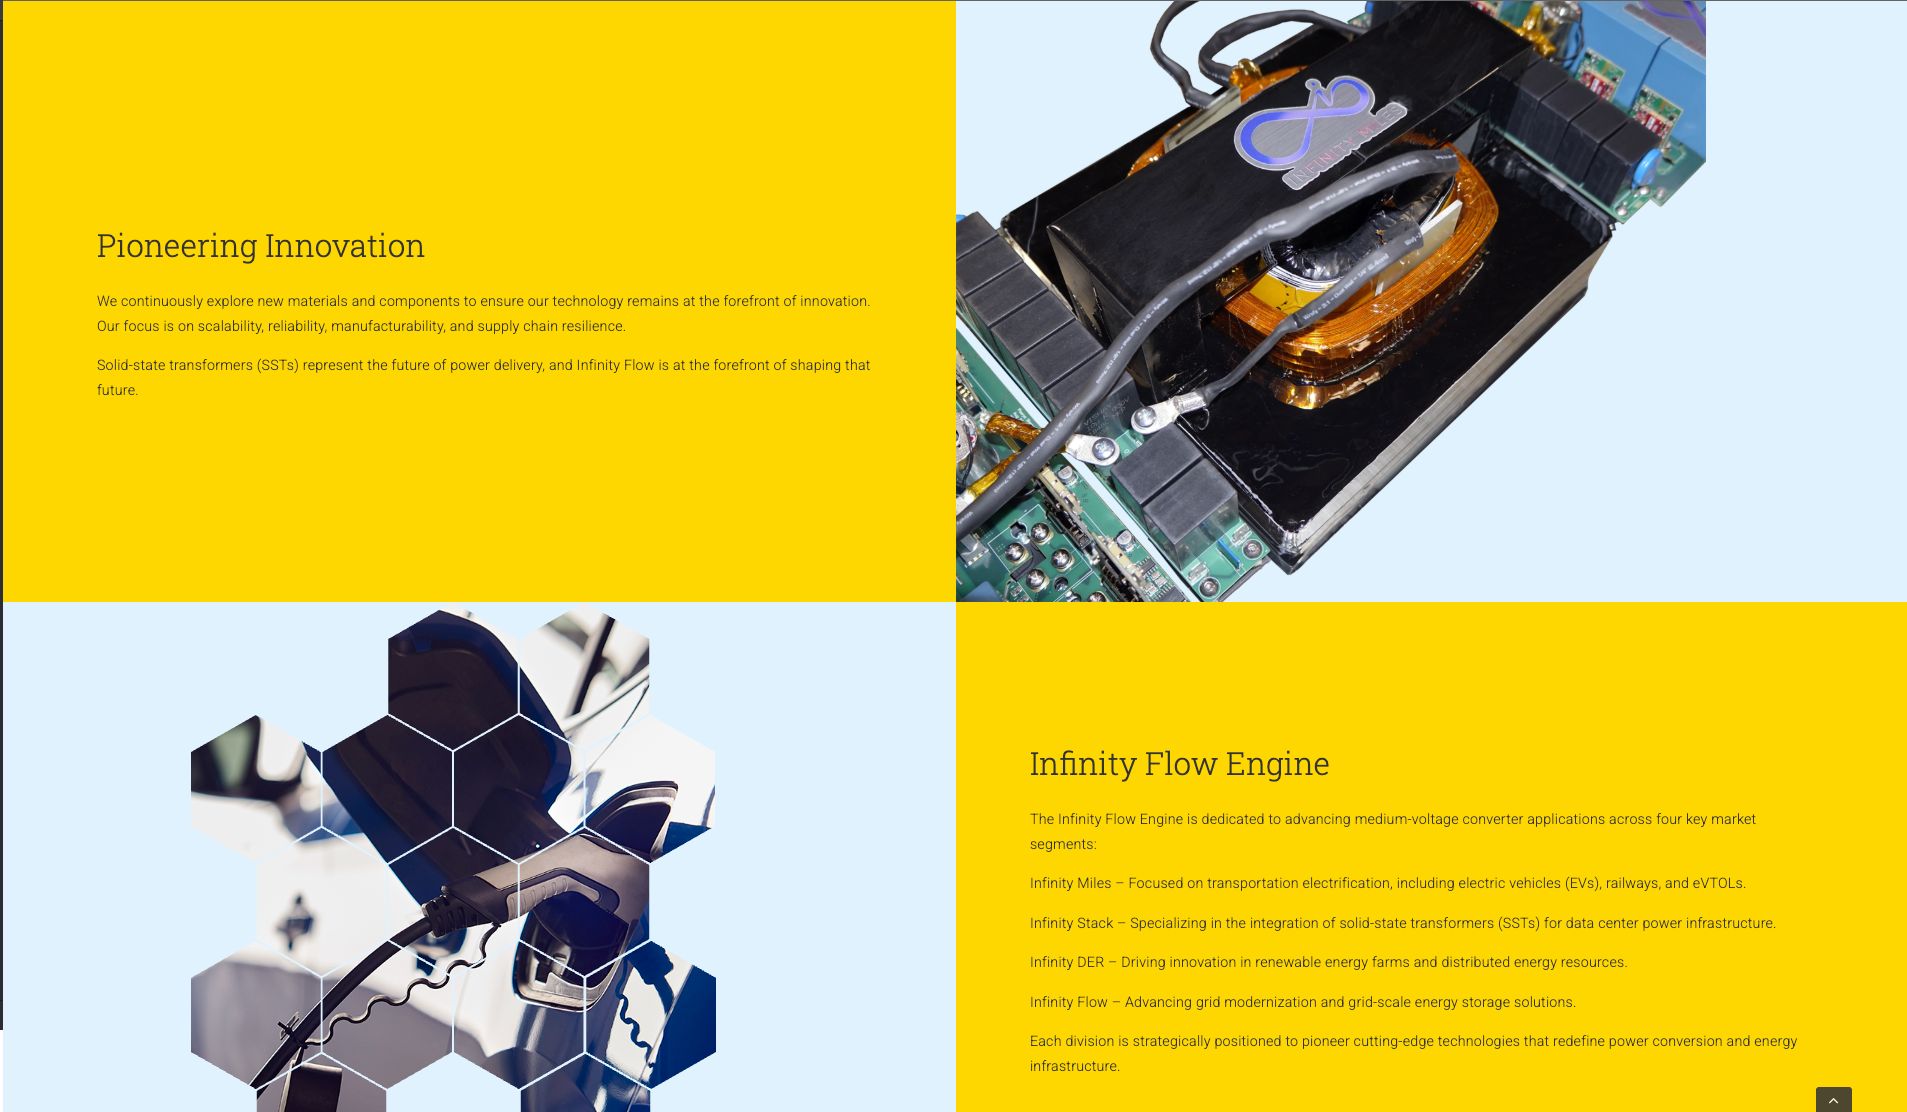 Pioneering Innovation
We continuously explore new materials and components to ensure our technology remains at the forefront of innovation.
Our focus is on scalability, reliability, manufacturability, and supply chain resilience.
Solid-state transformers (SSTs) represent the future of power delivery, and Infinity Flow is at the forefront of shaping that
future.
INFINITY MILES
Infinity Flow Engine
The Infinity Flow Engine is dedicated to advancing medium-voltage converter applications across four key market
segments:
Infinity Miles – Focused on transportation electrification, including electric vehicles (EVs), railways, and eVTOLs.
Infinity Stack – Specializing in the integration of solid-state transformers (SSTs) for data center power infrastructure.
Infinity DER – Driving innovation in renewable energy farms and distributed energy resources.
Infinity Flow – Advancing grid modernization and grid-scale energy storage solutions.
Each division is strategically positioned to pioneer cutting-edge technologies that redefine power conversion and energy
infrastructure.